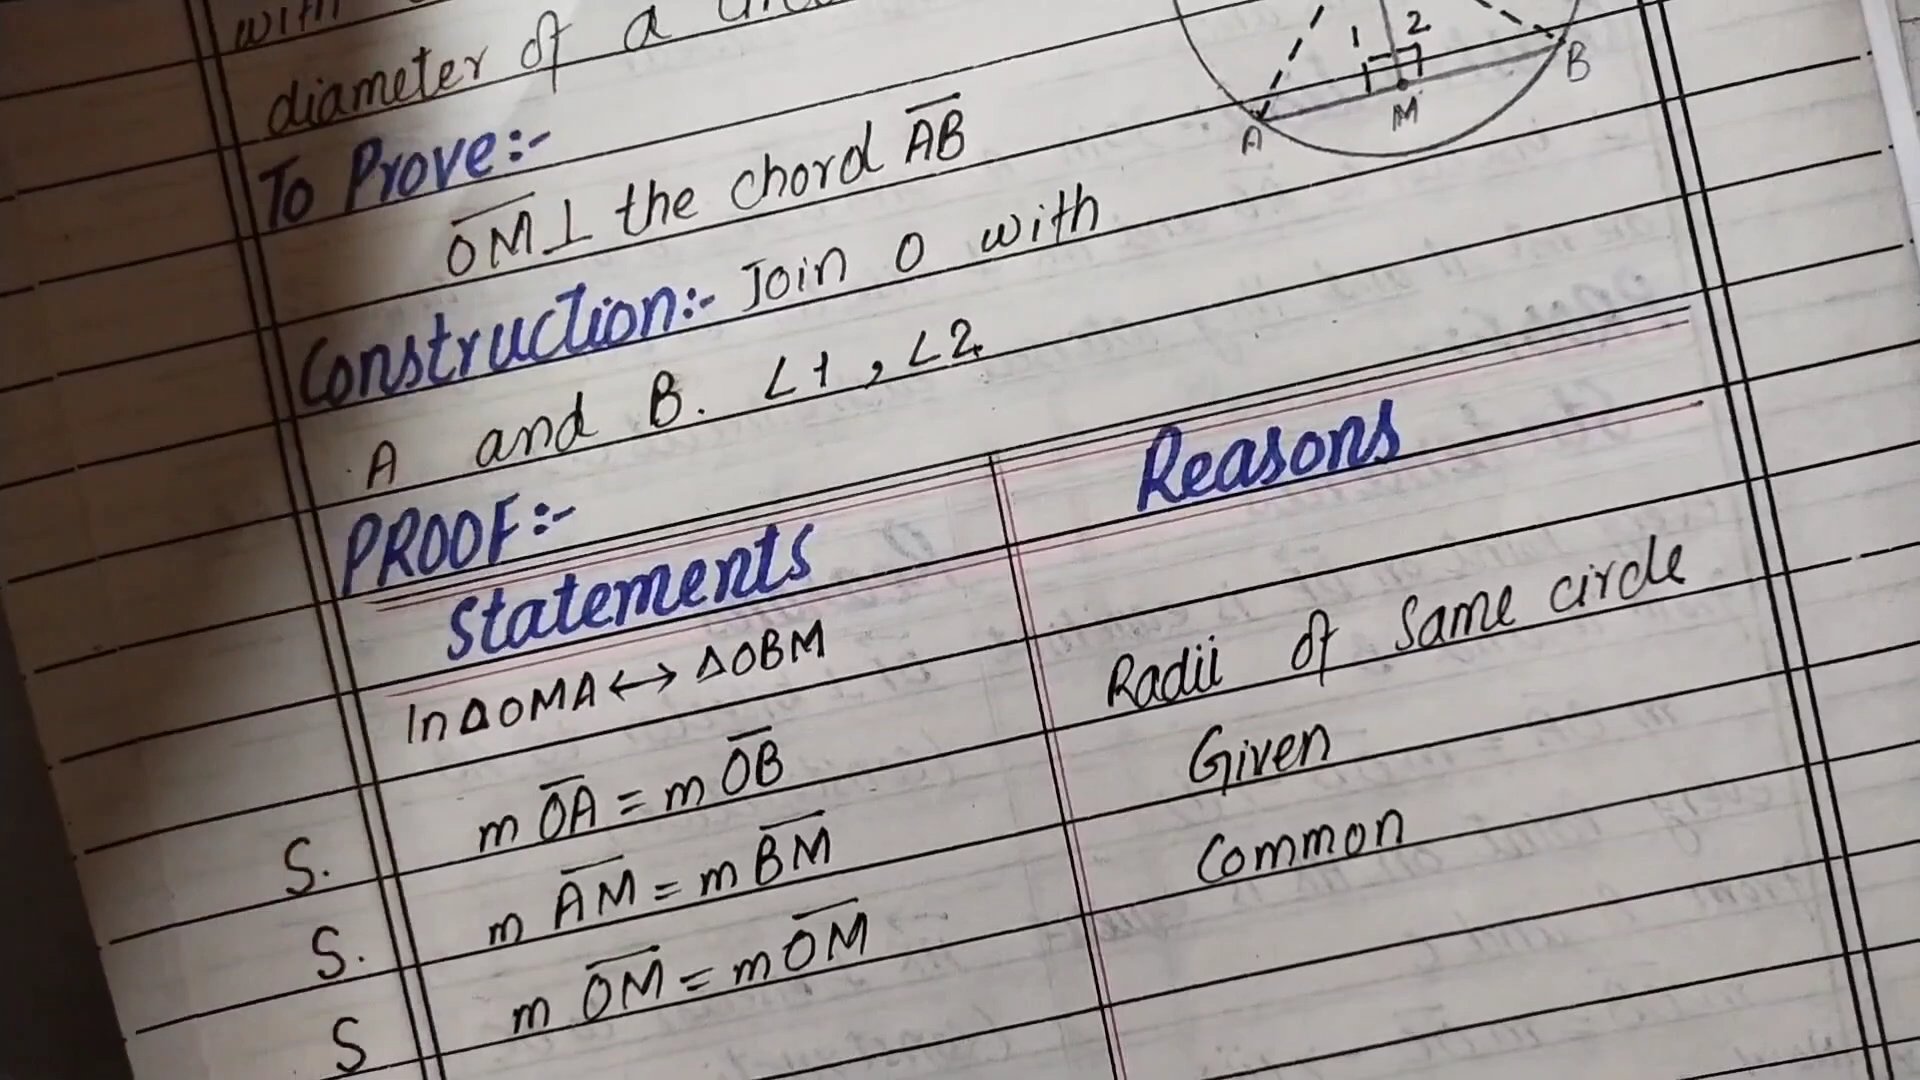 with
diameter of a
1 2
A M B
To Prove:-
OM ⊥ the chord AB
Construction:- Join O with
A and B. ∠1, ∠2.
PROOF:-
Statements Reasons
In ΔOMA ↔ ΔOBM
S. m OA = m OB Radii of Same circle
S. m AM = m BM Given
S m OM = m OM Common